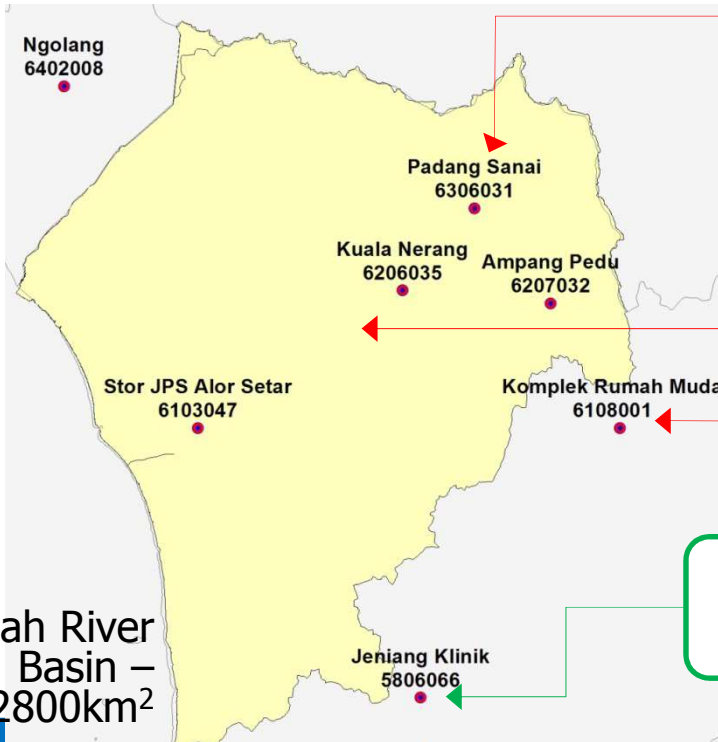 Ngolang
6402008
Padang Sanai
6306031
Kuala Nerang
6206035
Ampang Pedu
6207032
Stor JPS Alor Setar
6103047
Komplek Rumah Muda
6108001
Jeniang Klinik
5806066
ah River
Basin –
2800km²